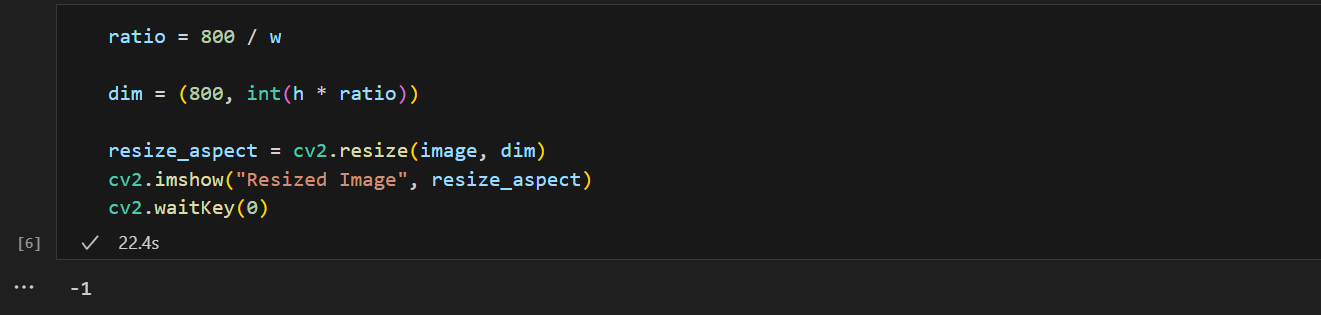 ratio = 800 / w
dim = (800, int(h * ratio))
resize_aspect = cv2.resize(image, dim)
cv2.imshow("Resized Image", resize_aspect)
cv2.waitKey(0)
[6] ✓ 22.4s
... -1